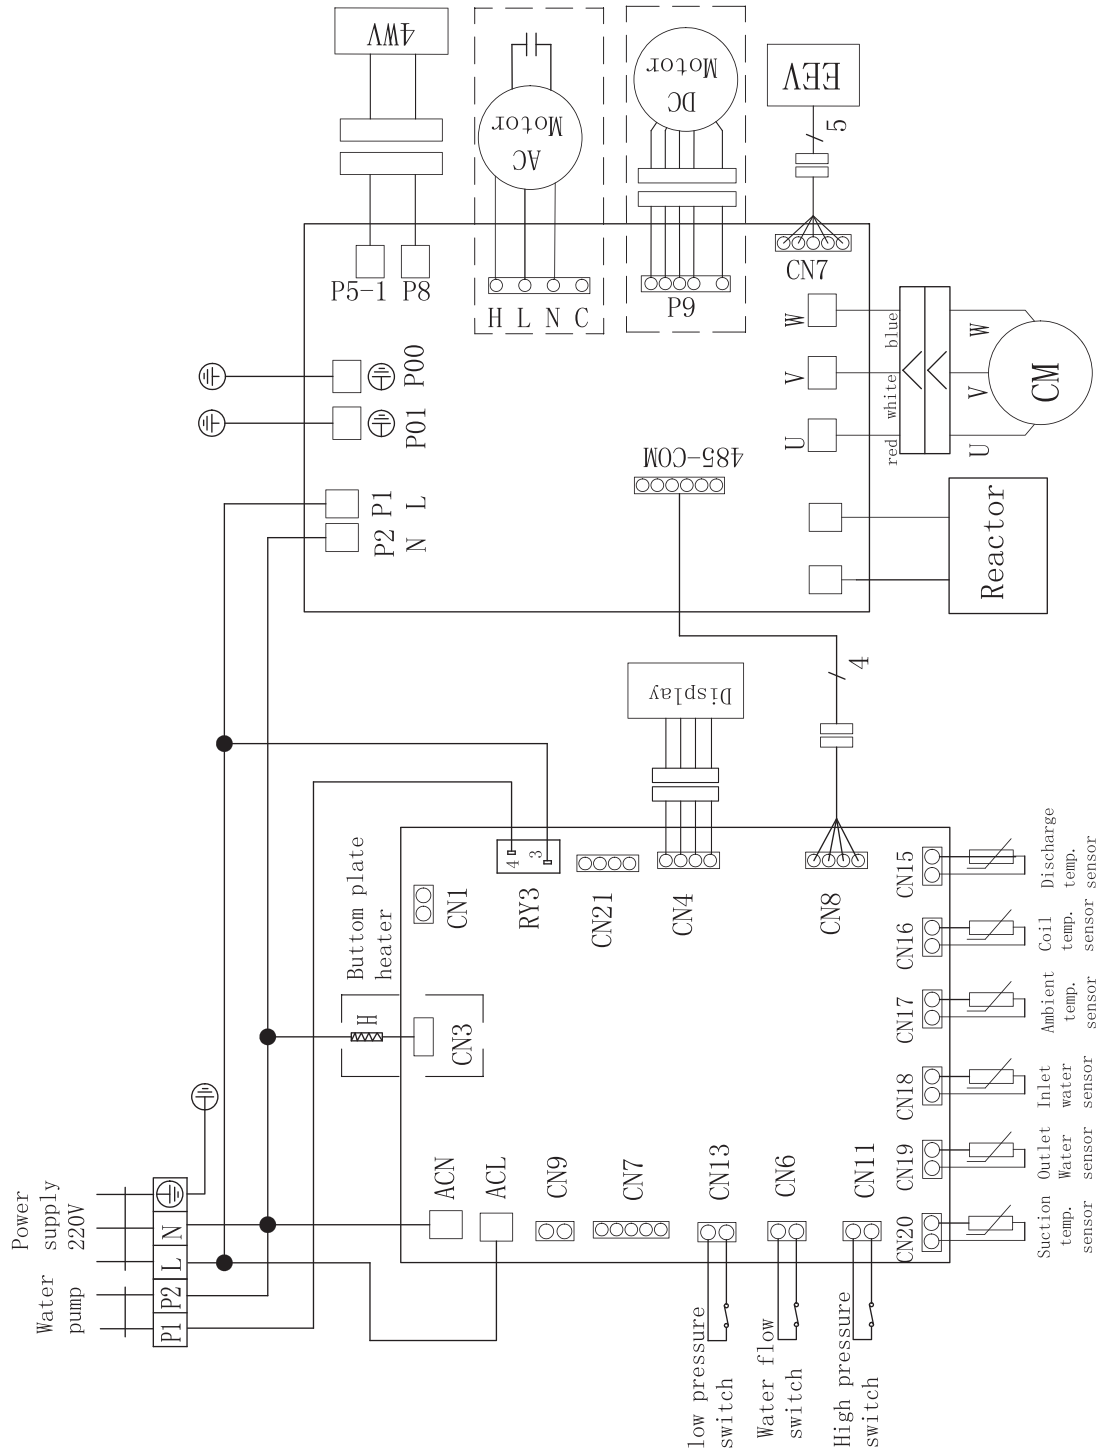 4WV
AC
Motor
DC
Motor
EEV
5
P5-1
P8
H L N C
P9
CN7
P00
P01
P1
L
P2
N
485-COM
W
V
U
blue
white
red
W
V
U
CM
Reactor
4
Display
Buttom plate
heater
H
CN3
CN1
4
3
RY3
CN21
CN4
CN8
CN15
CN16
CN17
CN18
CN19
CN20
Discharge
temp.
sensor
Coil
temp.
sensor
Ambient
temp.
sensor
Inlet
water
sensor
Outlet
Water
sensor
Suction
temp.
sensor
Power
supply
220V
Water
pump
N
L
P2
P1
ACN
ACL
CN9
CN7
CN13
CN6
CN11
low pressure
switch
Water flow
switch
High pressure
switch